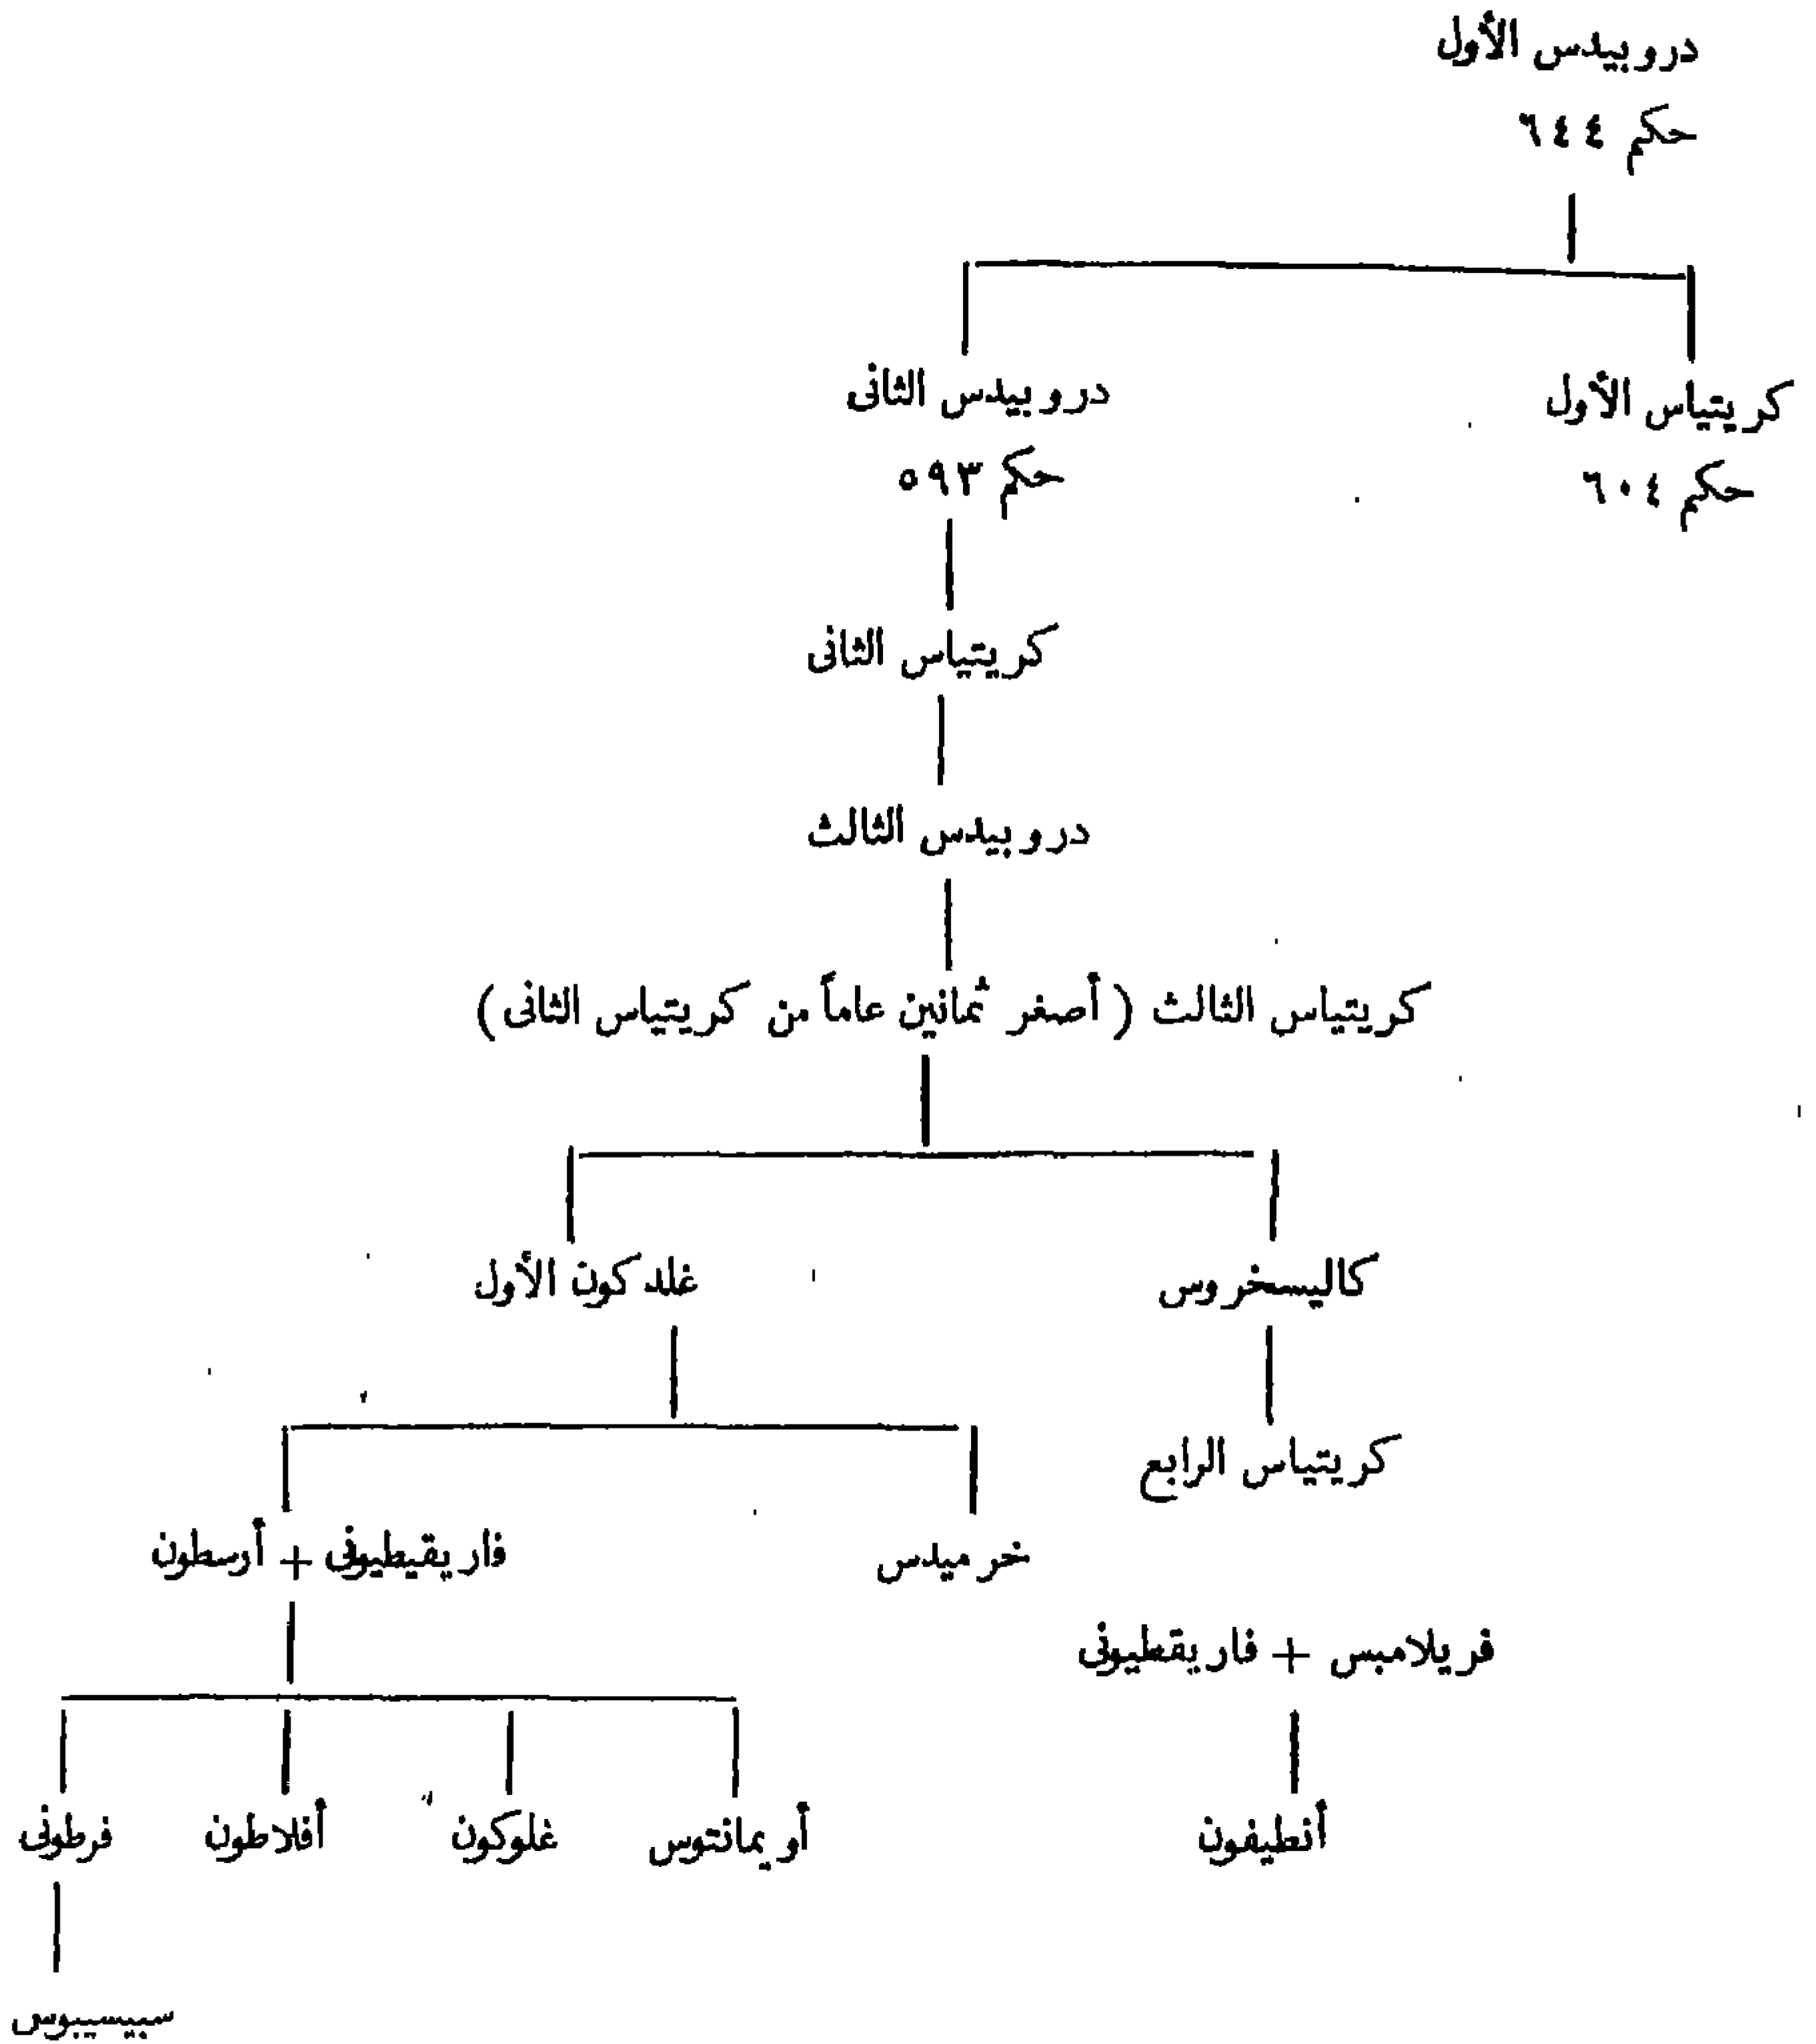 دروبيدس الأول
حكم ٦٤٤
كريتياس الأول
دروبيدس الثانى
حكم ٦٠٤
حكم ٥٩٣
كريتياس الثانى
دروبيدس الثالث
كريتياس الثالث ( أصغر ثمانين عاماً من كريتياس الثانى )
كاليسخروس
غلد كون الأول
كريتياس الرابع
خرميدس
فاريقيطيونى + أرسطون
فريلامبس + فاريقطيونى
أنطيفون
أويمانتوس
غلوكون
أفلاطون
فرطونى
سبيسيبوس